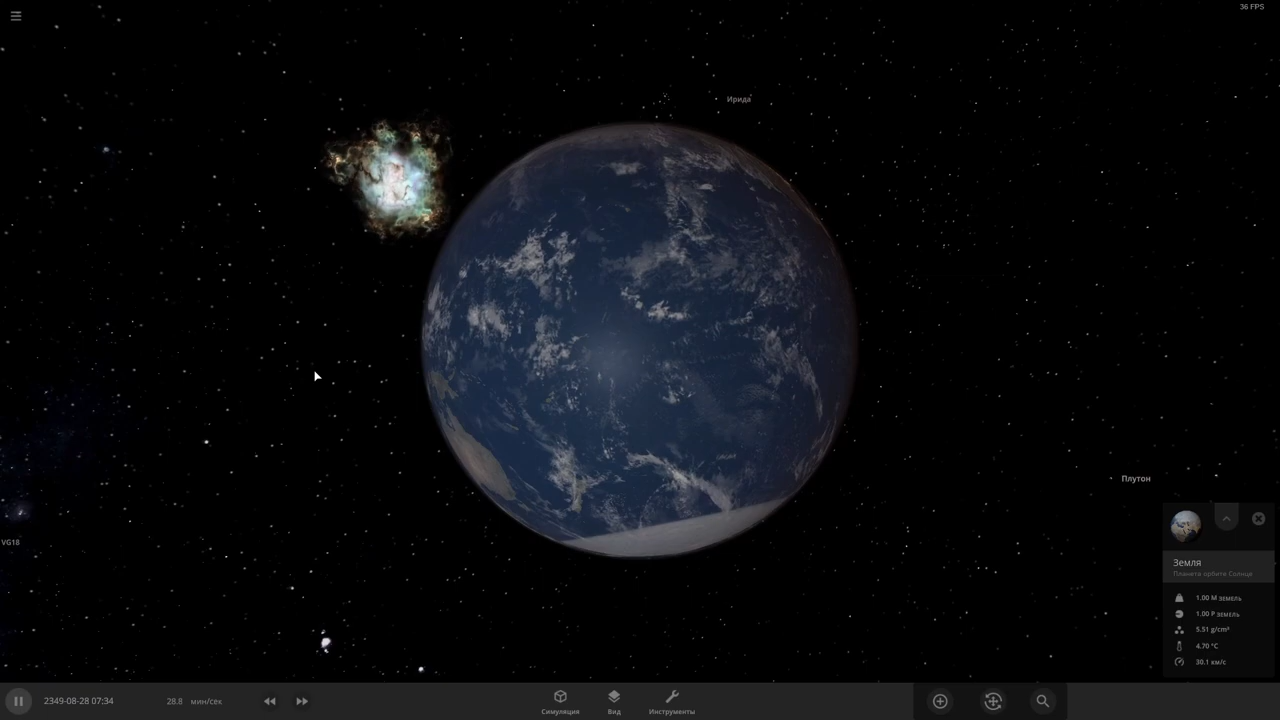 36 FPS
Ирида
Плутон
VG18
Земля
Планета орбите Солнце
1.00 M ЗЕМЕЛЬ
1.00 P ЗЕМЕЛЬ
5.51 g/cm³
4.70 °C
30.1 км/с
2349-08-28 07:34
28.8 мин/сек
Симуляция
Вид
Инструменты